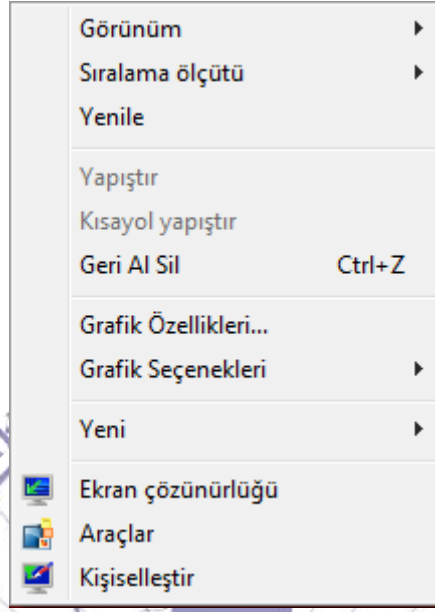 Görünüm
Sıralama ölçütü
Yenile
Yapıştır
Kısayol yapıştır
Geri Al Sil Ctrl+Z
Grafik Özellikleri...
Grafik Seçenekleri
Yeni
Ekran çözünürlüğü
Araçlar
Kişiselleştir